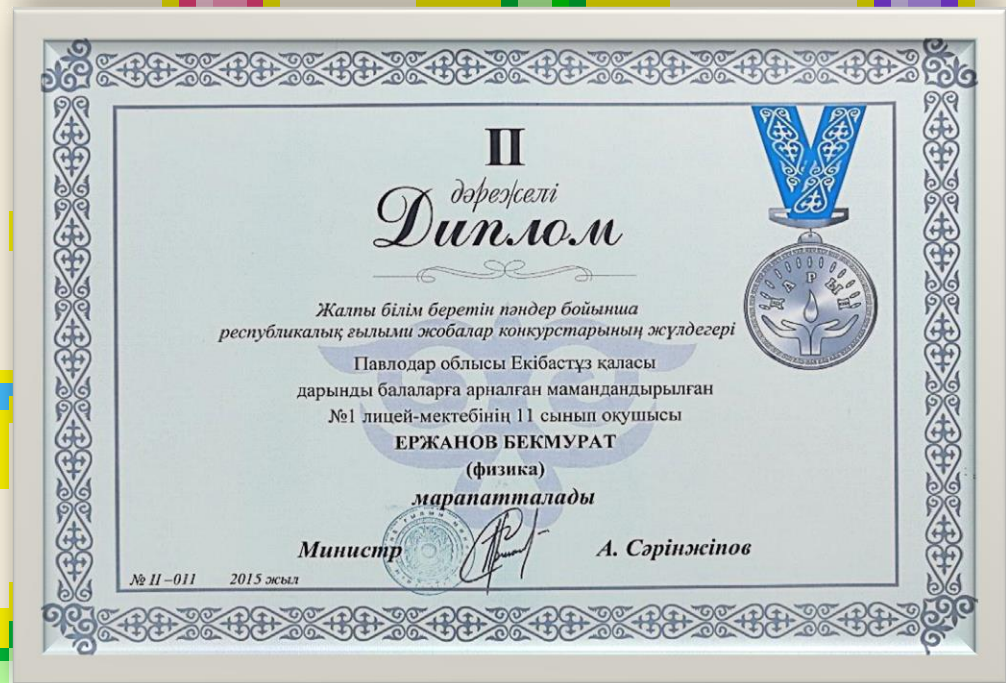 II
дәрежелі
Диплом
ДАРЫН
Жалпы білім беретін пәндер бойынша
республикалық ғылыми жобалар конкурстарының жүлдегері
Павлодар облысы Екібастұз қаласы
дарынды балаларға арналған мамандандырылған
№1 лицей-мектебінің 11 сынып оқушысы
ЕРЖАНОВ БЕКМУРАТ
(физика)
марапатталады
Министр А. Сәрінжіпов
№ II –011 2015 жыл